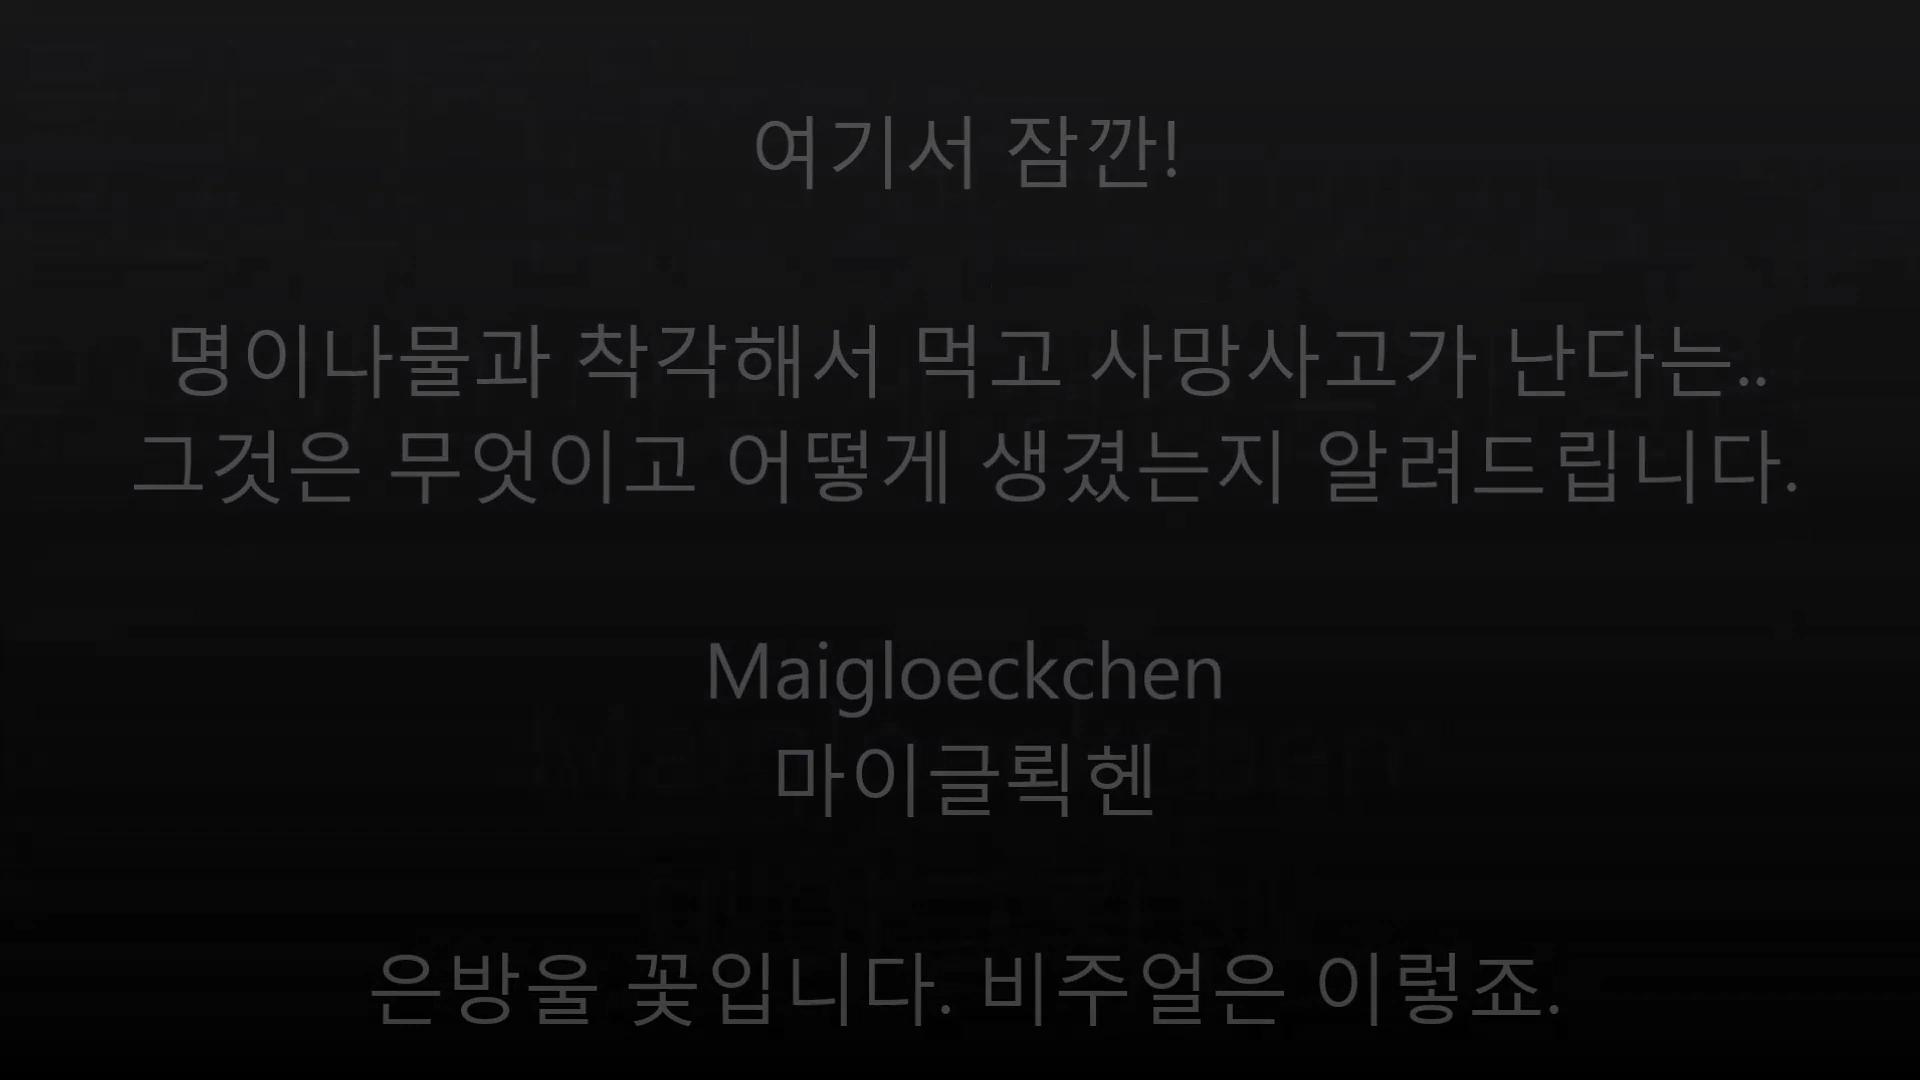 여기서 잠깐!
명이나물과 착각해서 먹고 사망사고가 난다는..
그것은 무엇이고 어떻게 생겼는지 알려드립니다.
Maigloeckchen
마이글뢱헨
은방울 꽃입니다. 비주얼은 이렇죠.